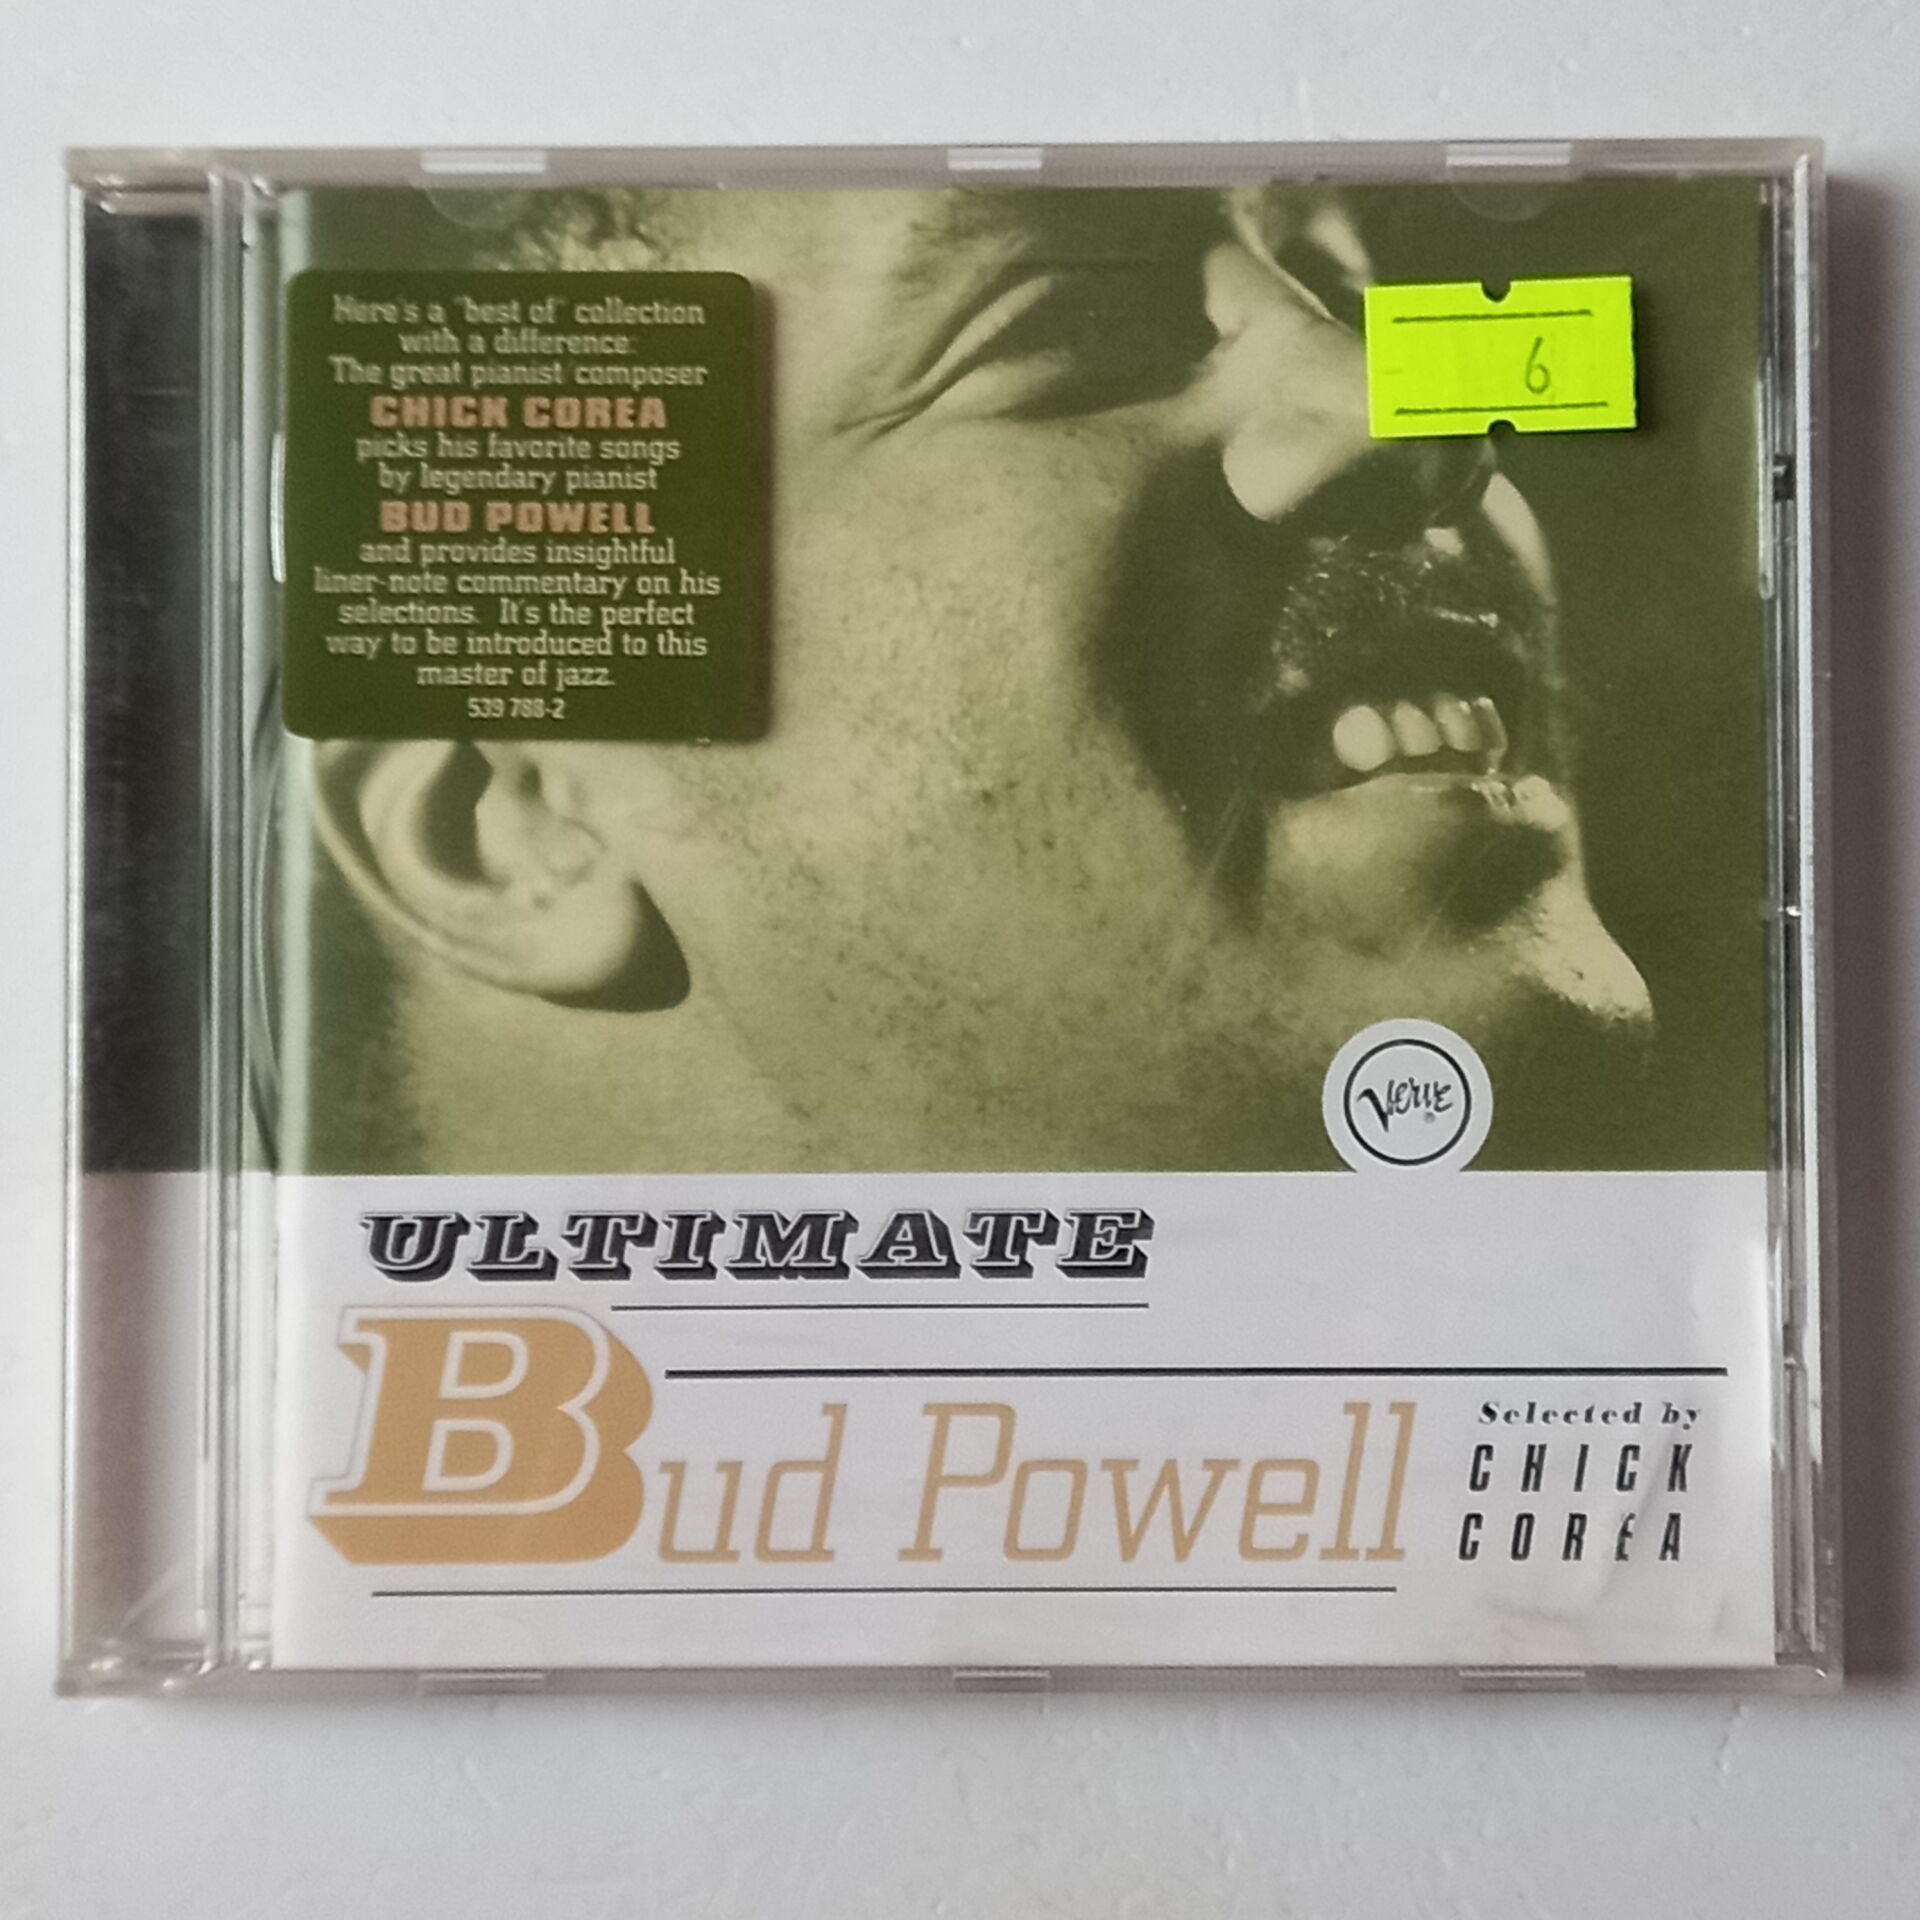 Here's a "best of" collection
with a difference:
The great pianist/composer
CHICK COREA
picks his favorite songs
by legendary pianist
BUD POWELL
and provides insightful
liner-note commentary on his
selections. It's the perfect
way to be introduced to this
master of jazz.
539 788-2
6
Verve
ULTIMATE
Bud Powell
Selected by
CHICK
COREA